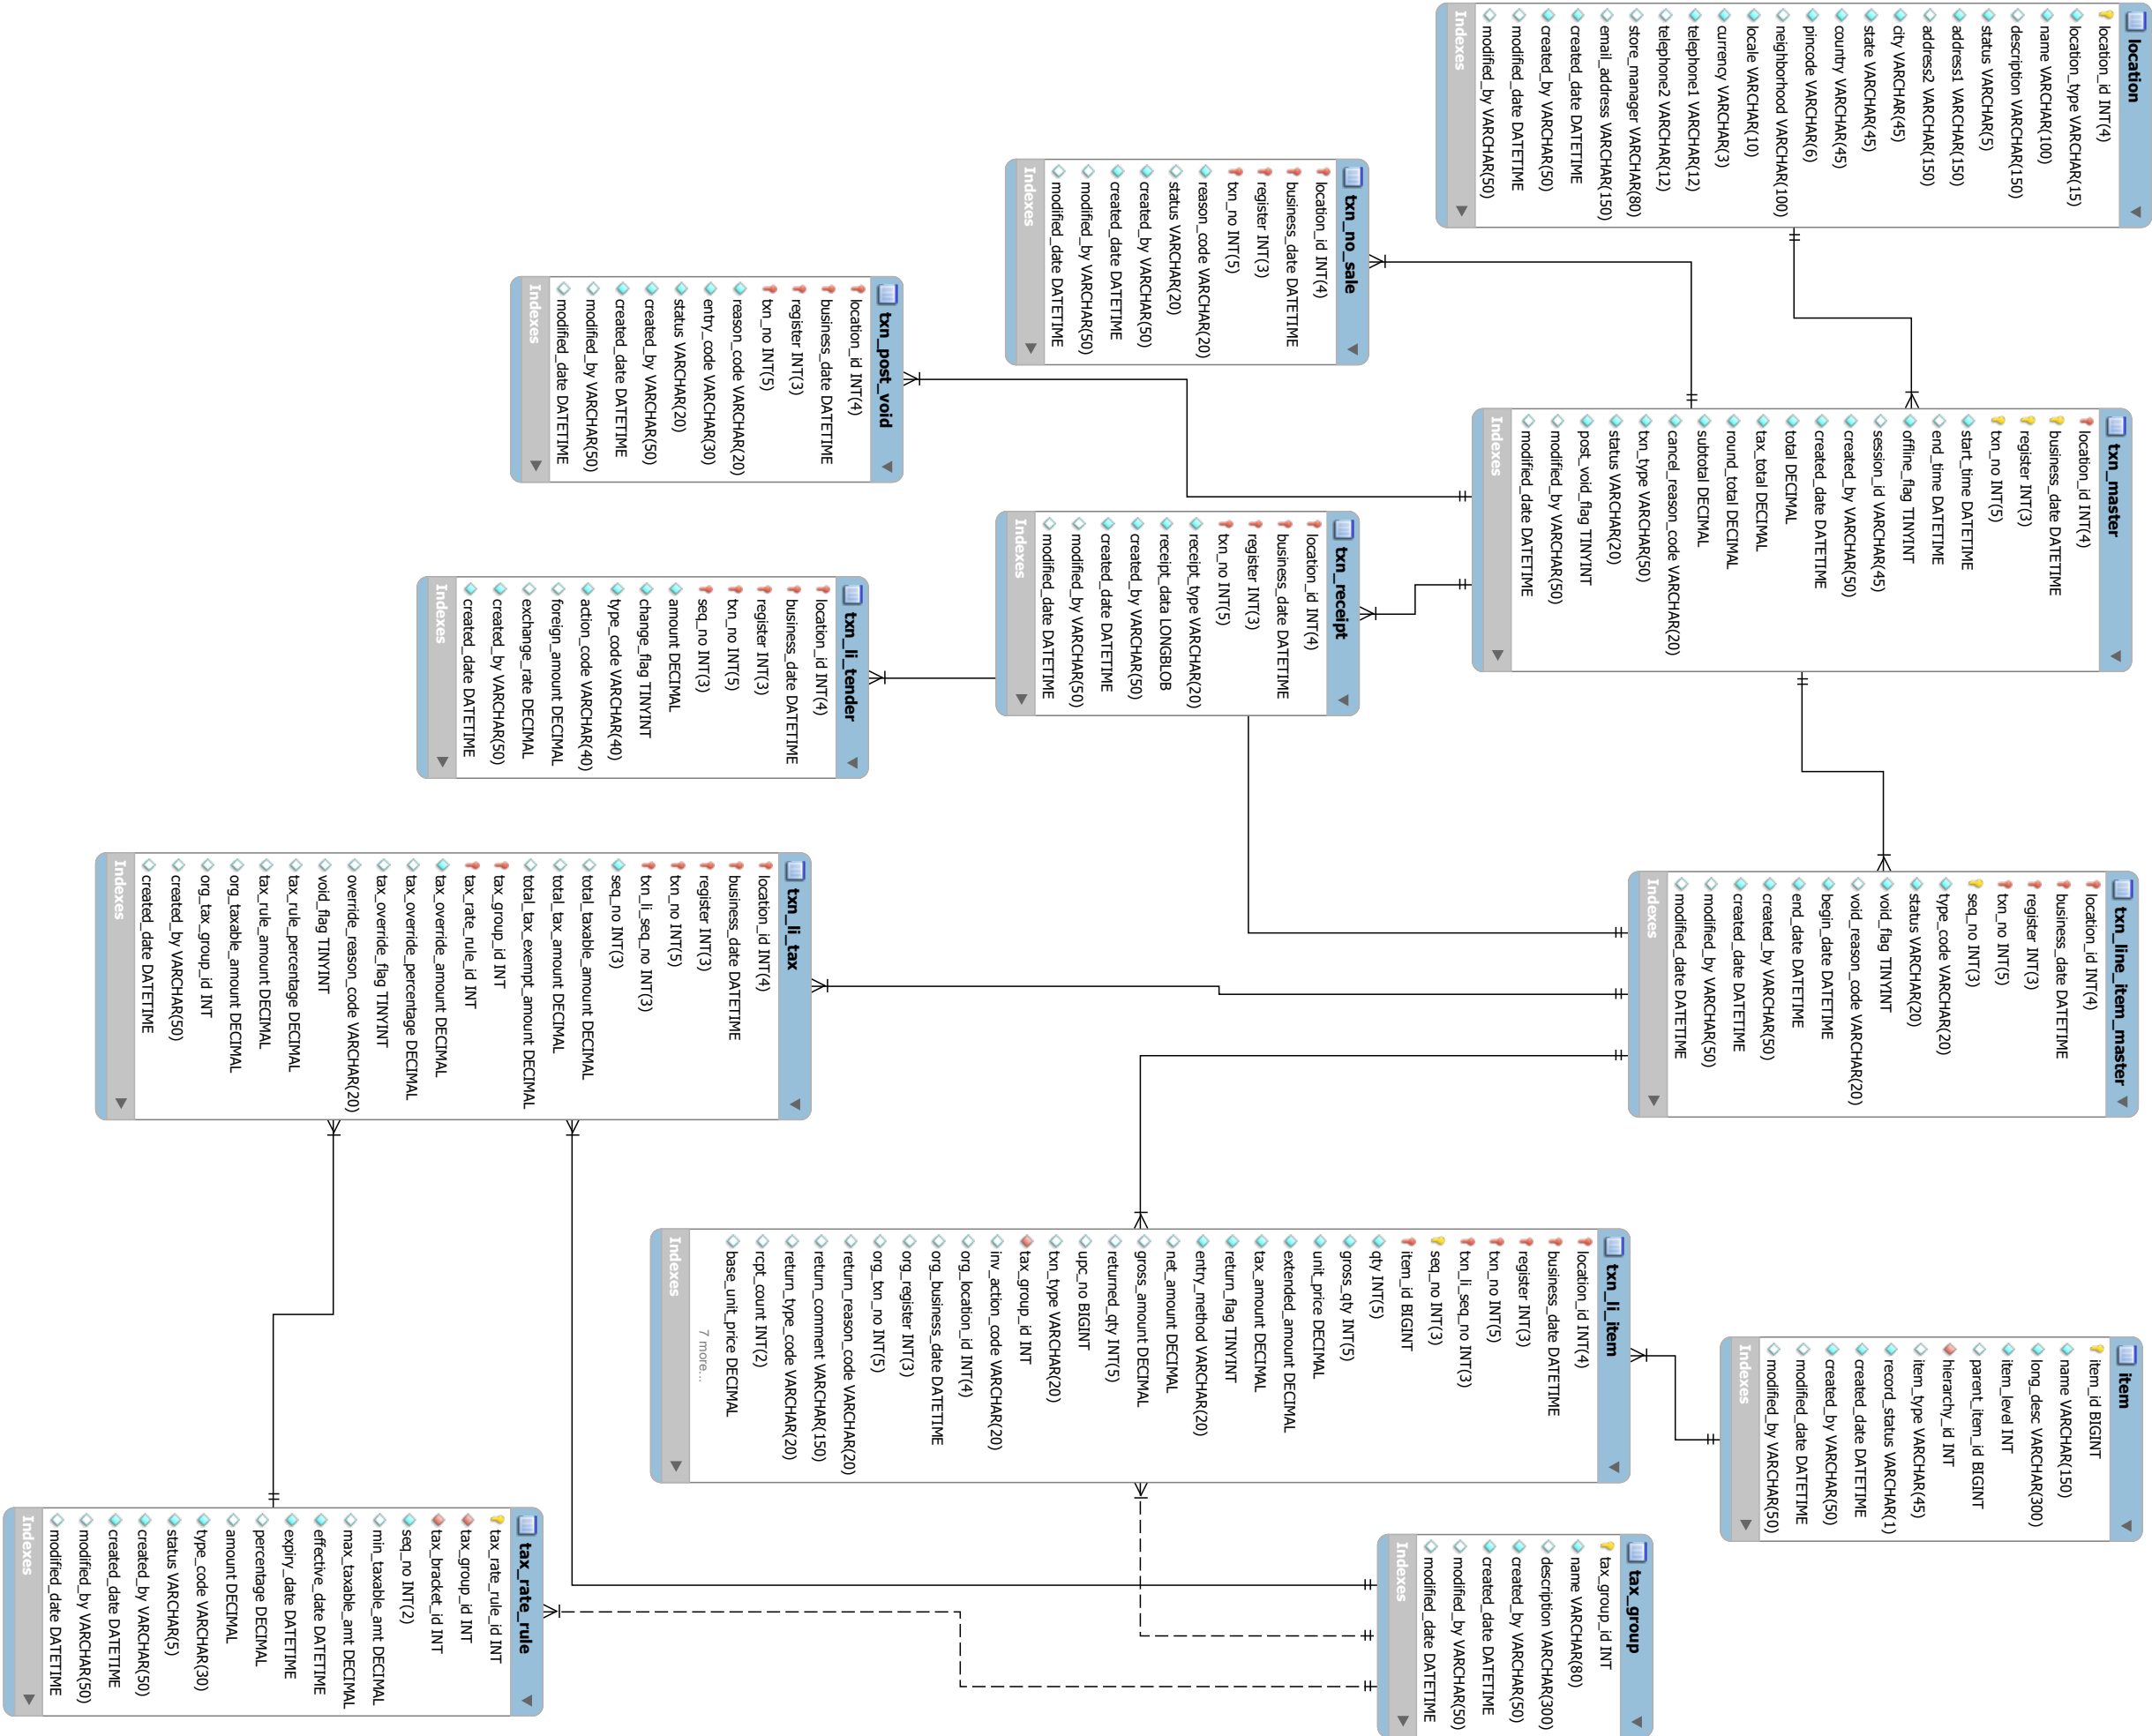 location
location_id INT(4)
location_type VARCHAR(15)
name VARCHAR(100)
description VARCHAR(150)
status VARCHAR(5)
address1 VARCHAR(150)
address2 VARCHAR(150)
city VARCHAR(45)
state VARCHAR(45)
country VARCHAR(45)
pincode VARCHAR(6)
neighborhood VARCHAR(100)
locale VARCHAR(10)
currency VARCHAR(3)
telephone1 VARCHAR(12)
telephone2 VARCHAR(12)
store_manager VARCHAR(80)
email_address VARCHAR(150)
created_date DATETIME
created_by VARCHAR(50)
modified_date DATETIME
modified_by VARCHAR(50)
Indexes
txn_no_sale
location_id INT(4)
business_date DATETIME
register INT(3)
txn_no INT(5)
reason_code VARCHAR(20)
status VARCHAR(20)
created_by VARCHAR(50)
created_date DATETIME
modified_by VARCHAR(50)
modified_date DATETIME
Indexes
txn_post_void
location_id INT(4)
business_date DATETIME
register INT(3)
txn_no INT(5)
reason_code VARCHAR(20)
entry_code VARCHAR(30)
status VARCHAR(20)
created_by VARCHAR(50)
created_date DATETIME
modified_by VARCHAR(50)
modified_date DATETIME
Indexes
txn_master
location_id INT(4)
business_date DATETIME
register INT(3)
txn_no INT(5)
start_time DATETIME
end_time DATETIME
offline_flag TINYINT
session_id VARCHAR(45)
created_by VARCHAR(50)
created_date DATETIME
total DECIMAL
tax_total DECIMAL
round_total DECIMAL
subtotal DECIMAL
cancel_reason_code VARCHAR(20)
txn_type VARCHAR(50)
status VARCHAR(20)
post_void_flag TINYINT
modified_by VARCHAR(50)
modified_date DATETIME
Indexes
txn_receipt
location_id INT(4)
business_date DATETIME
register INT(3)
txn_no INT(5)
receipt_type VARCHAR(20)
receipt_data LONGBLOB
created_by VARCHAR(50)
created_date DATETIME
modified_by VARCHAR(50)
modified_date DATETIME
Indexes
txn_li_tender
location_id INT(4)
business_date DATETIME
register INT(3)
txn_no INT(5)
seq_no INT(3)
amount DECIMAL
change_flag TINYINT
type_code VARCHAR(40)
action_code VARCHAR(40)
foreign_amount DECIMAL
exchange_rate DECIMAL
created_by VARCHAR(50)
created_date DATETIME
Indexes
txn_line_item_master
location_id INT(4)
business_date DATETIME
register INT(3)
txn_no INT(5)
seq_no INT(3)
type_code VARCHAR(20)
status VARCHAR(20)
void_flag TINYINT
void_reason_code VARCHAR(20)
begin_date DATETIME
end_date DATETIME
created_by VARCHAR(50)
created_date DATETIME
modified_by VARCHAR(50)
modified_date DATETIME
Indexes
txn_li_tax
location_id INT(4)
business_date DATETIME
register INT(3)
txn_no INT(5)
txn_li_seq_no INT(3)
seq_no INT(3)
total_taxable_amount DECIMAL
total_tax_amount DECIMAL
total_tax_exempt_amount DECIMAL
tax_group_id INT
tax_rate_rule_id INT
tax_override_amount DECIMAL
tax_override_percentage DECIMAL
tax_override_flag TINYINT
override_reason_code VARCHAR(20)
void_flag TINYINT
tax_rule_percentage DECIMAL
tax_rule_amount DECIMAL
org_taxable_amount DECIMAL
org_tax_group_id INT
created_by VARCHAR(50)
created_date DATETIME
Indexes
txn_li_item
location_id INT(4)
business_date DATETIME
register INT(3)
txn_no INT(5)
txn_li_seq_no INT(3)
seq_no INT(3)
item_id BIGINT
qty INT(5)
gross_qty INT(5)
unit_price DECIMAL
extended_amount DECIMAL
tax_amount DECIMAL
return_flag TINYINT
entry_method VARCHAR(20)
net_amount DECIMAL
gross_amount DECIMAL
returned_qty INT(5)
upc_no BIGINT
txn_type VARCHAR(20)
tax_group_id INT
inv_action_code VARCHAR(20)
org_location_id INT(4)
org_business_date DATETIME
org_register INT(3)
org_txn_no INT(5)
return_reason_code VARCHAR(20)
return_comment VARCHAR(150)
return_type_code VARCHAR(20)
rcpt_count INT(2)
base_unit_price DECIMAL
7 more...
Indexes
item
item_id BIGINT
name VARCHAR(150)
long_desc VARCHAR(300)
item_level INT
parent_item_id BIGINT
hierarchy_id INT
item_type VARCHAR(45)
record_status VARCHAR(1)
created_date DATETIME
created_by VARCHAR(50)
modified_date DATETIME
modified_by VARCHAR(50)
Indexes
tax_group
tax_group_id INT
name VARCHAR(80)
description VARCHAR(300)
created_by VARCHAR(50)
created_date DATETIME
modified_by VARCHAR(50)
modified_date DATETIME
Indexes
tax_rate_rule
tax_rate_rule_id INT
tax_group_id INT
tax_bracket_id INT
seq_no INT(2)
min_taxable_amt DECIMAL
max_taxable_amt DECIMAL
effective_date DATETIME
expiry_date DATETIME
percentage DECIMAL
amount DECIMAL
type_code VARCHAR(30)
status VARCHAR(5)
created_by VARCHAR(50)
created_date DATETIME
modified_by VARCHAR(50)
modified_date DATETIME
Indexes